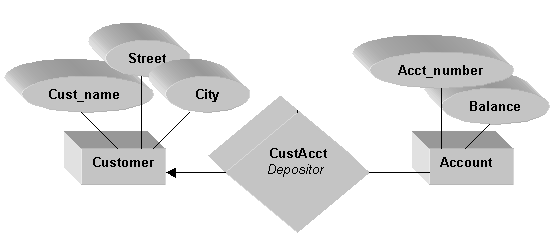 Street
Cust_name
City
Customer
CustAcct
Depositor
Acct_number
Balance
Account